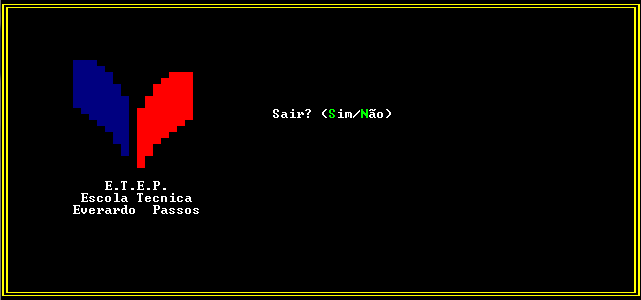 Sair? (Sim/Não)
E.T.E.P.
Escola Tecnica
Everardo Passos